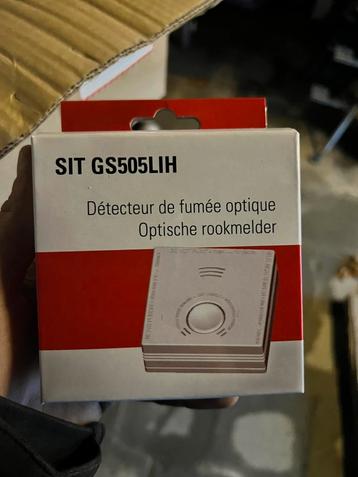 SIT GS505LIH
Détecteur de fumée optique
Optische rookmelder